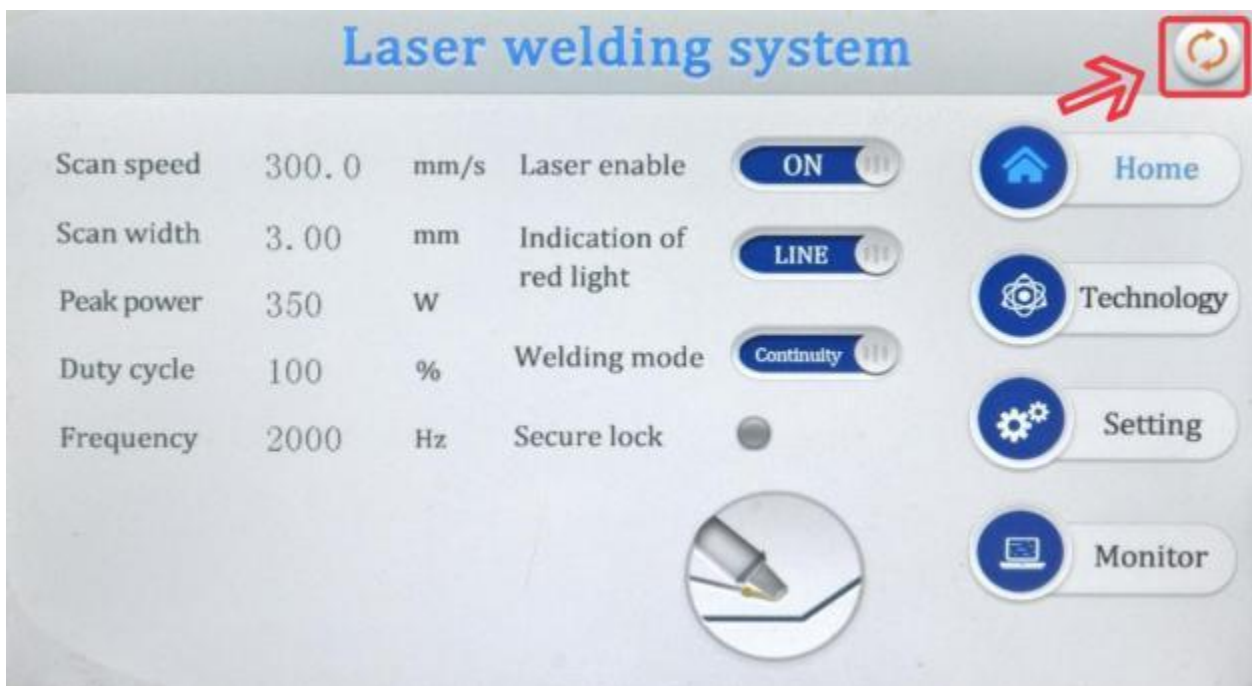 Laser welding system
Scan speed 300.0 mm/s Laser enable ON
Scan width 3.00 mm Indication of red light LINE
Peak power 350 W
Duty cycle 100 % Welding mode Continuity
Frequency 2000 Hz Secure lock
Home
Technology
Setting
Monitor